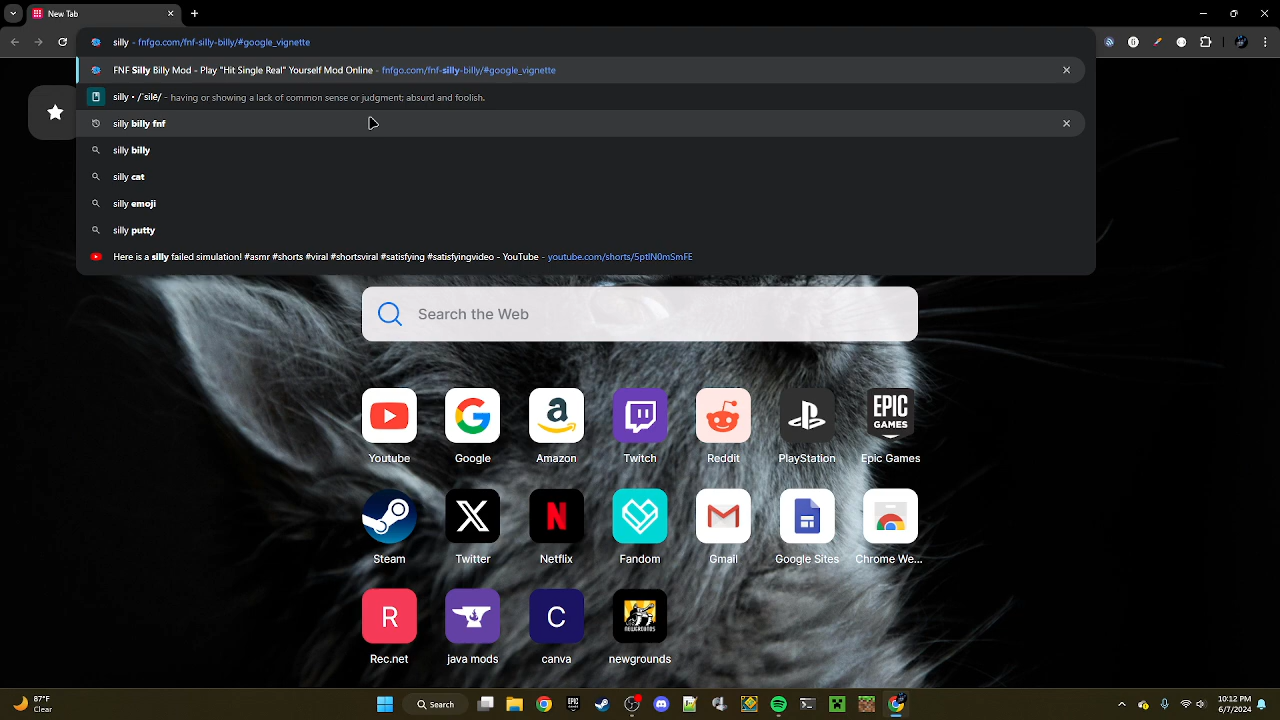 New Tab
silly - fnfgo.com/fnf-silly-billy/#google_vignette
FNF Silly Billy Mod - Play "Hit Single Real" Yourself Mod Online - fnfgo.com/fnf-silly-billy/#google_vignette
silly • /ˈsilē/ - having or showing a lack of common sense or judgment; absurd and foolish.
silly billy fnf
silly billy
silly cat
silly emoji
silly putty
Here is a silly failed simulation! #asmr #shorts #viral #shortsviral #satisfying #satisfyingvideo - YouTube - youtube.com/shorts/5ptlN0mSmFE
Search the Web
EPIC
GAMES
Youtube
Google
Amazon
Twitch
Reddit
PlayStation
Epic Games
Steam
Twitter
Netflix
Fandom
Gmail
Google Sites
Chrome We...
R
C
NEWGROUNDS
Rec.net
java mods
canva
newgrounds
87°F
Clear
Search
10:12 PM
6/7/2024